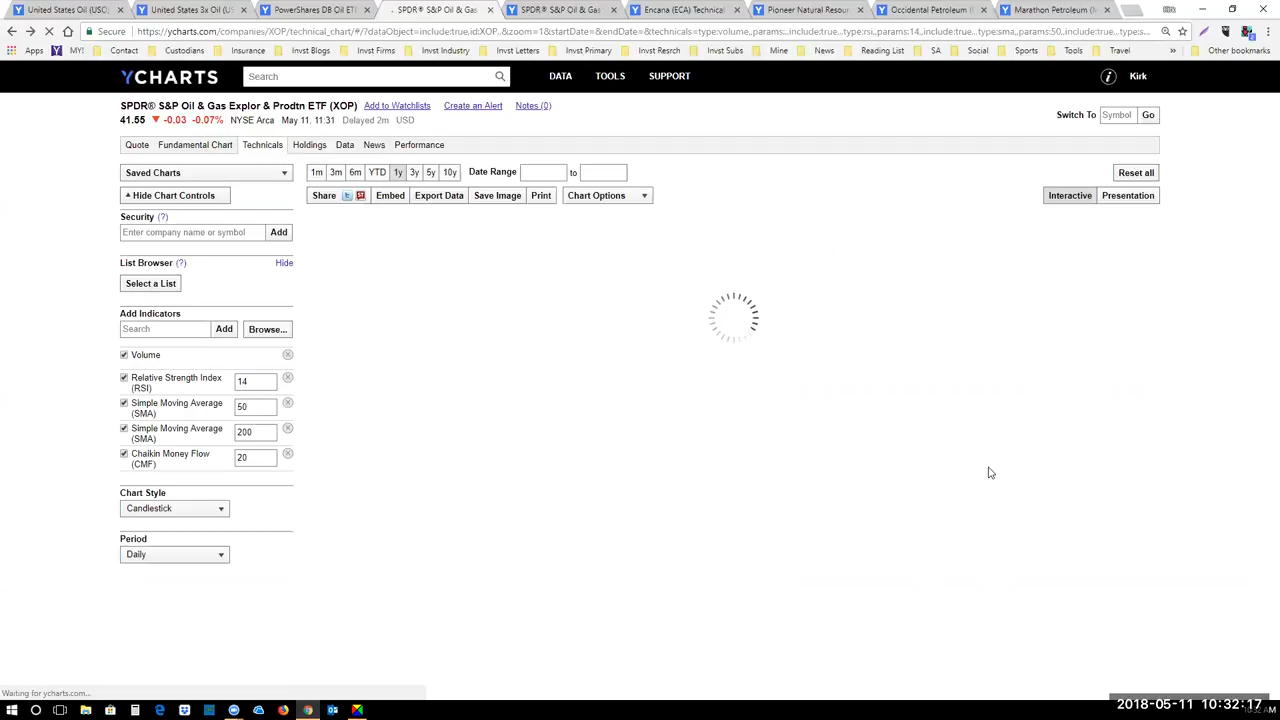 United States Oil (USO)
United States 3x Oil (US
PowerShares DB Oil ETF
SPDR® S&P Oil & Gas
SPDR® S&P Oil & Gas
Encana (ECA) Technical
Pioneer Natural Resour
Occidental Petroleum (
Marathon Petroleum (M
Secure
https://ycharts.com/companies/XOP/technical_chart/#/?dataObject=include:true,id:XOP,,&zoom=1&startDate=&endDate=&technicals=type:volume,,params:,include:true,,type:rsi,,params:14,,include:true,,type:sma,,params:50,,include:true,,type:s...
Apps MY! Contact Custodians Insurance Invst Blogs Invst Firms Invst Industry Invst Letters Invst Primary Invst Resrch Invst Subs Mine News Reading List SA Social Sports Tools Travel Other bookmarks
YCHARTS Search DATA TOOLS SUPPORT Kirk
SPDR® S&P Oil & Gas Explor & Prodtn ETF (XOP) Add to Watchlists Create an Alert Notes (0)
41.55 -0.03 -0.07% NYSE Arca May 11, 11:31 Delayed 2m USD
Switch To Symbol Go
Quote Fundamental Chart Technicals Holdings Data News Performance
Saved Charts 1m 3m 6m YTD 1y 3y 5y 10y Date Range to Reset all
Hide Chart Controls Share Embed Export Data Save Image Print Chart Options Interactive Presentation
Security (?)
Enter company name or symbol Add
List Browser (?) Hide
Select a List
Add Indicators
Search Add Browse...
Volume
Relative Strength Index (RSI) 14
Simple Moving Average (SMA) 50
Simple Moving Average (SMA) 200
Chaikin Money Flow (CMF) 20
Chart Style
Candlestick
Period
Daily
Waiting for ycharts.com...
2018-05-11 10:32:17